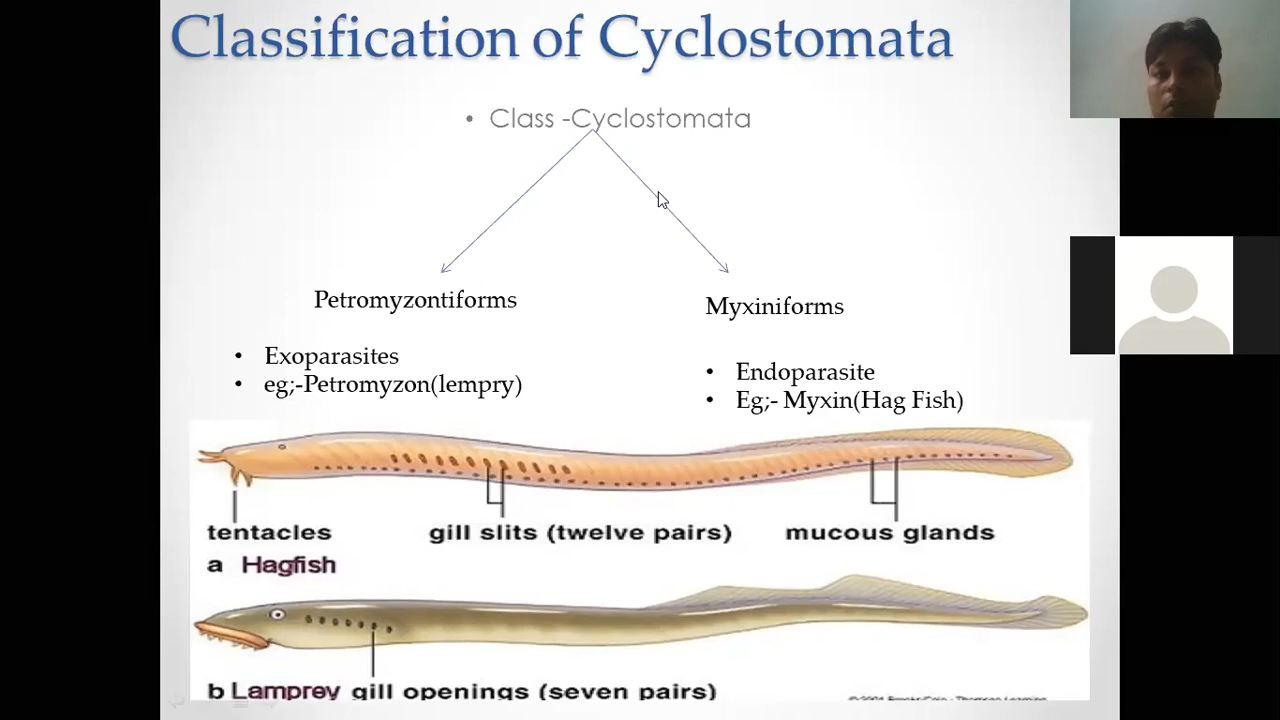 Classification of Cyclostomata
• Class -Cyclostomata
Petromyzontiforms
Myxiniforms
• Exoparasites
• eg;-Petromyzon(lempry)
• Endoparasite
• Eg;- Myxin(Hag Fish)
tentacles
gill slits (twelve pairs)
mucous glands
a Hagfish
b Lamprey gill openings (seven pairs)